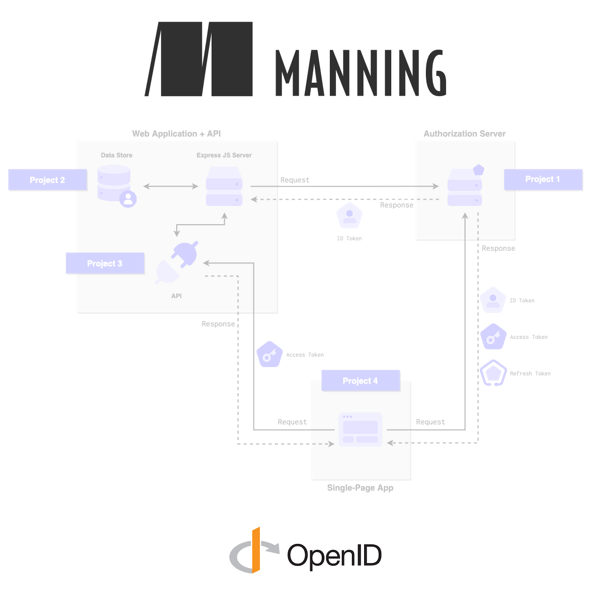 MANNING
Web Application + API
Authorization Server
Data Store
Express JS Server
Project 2
Request
Project 1
Response
ID Token
Response
Project 3
API
ID Token
Response
Access Token
Access Token
Refresh Token
Project 4
Request
Request
Single-Page App
OpenID